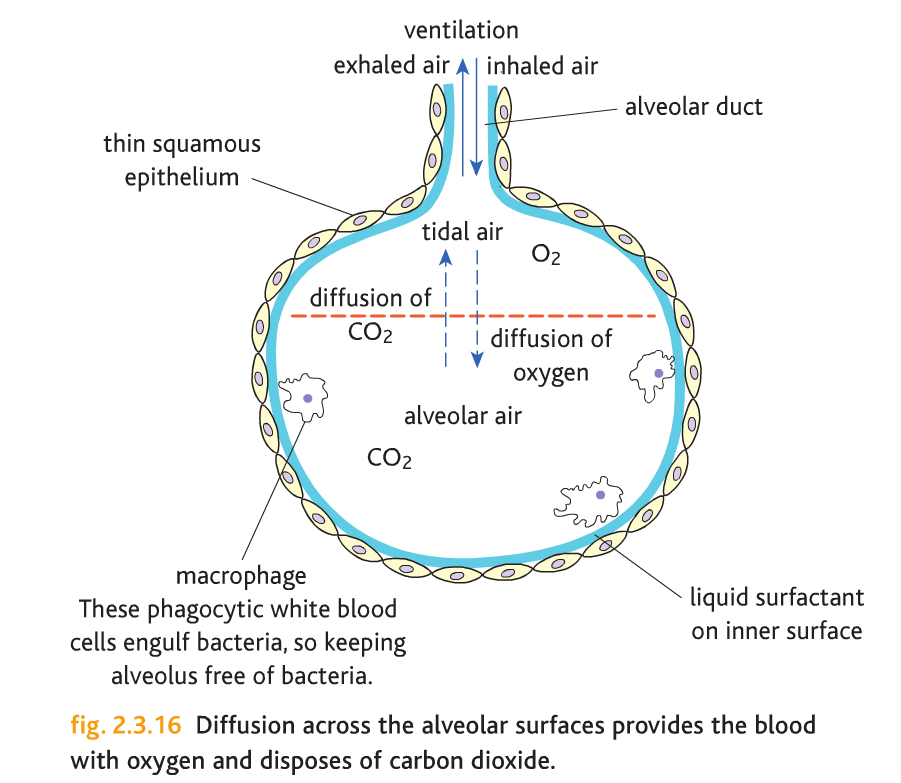 ventilation
exhaled air
inhaled air
alveolar duct
thin squamous
epithelium
tidal air
O₂
diffusion of
CO₂
diffusion of
oxygen
alveolar air
CO₂
macrophage
These phagocytic white blood
cells engulf bacteria, so keeping
alveolus free of bacteria.
liquid surfactant
on inner surface
fig. 2.3.16 Diffusion across the alveolar surfaces provides the blood
with oxygen and disposes of carbon dioxide.